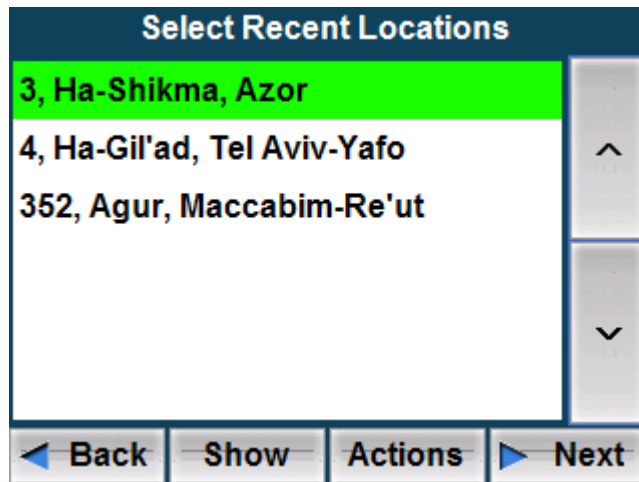 Select Recent Locations
3, Ha-Shikma, Azor
4, Ha-Gil'ad, Tel Aviv-Yafo
352, Agur, Maccabim-Re'ut
Back Show Actions Next